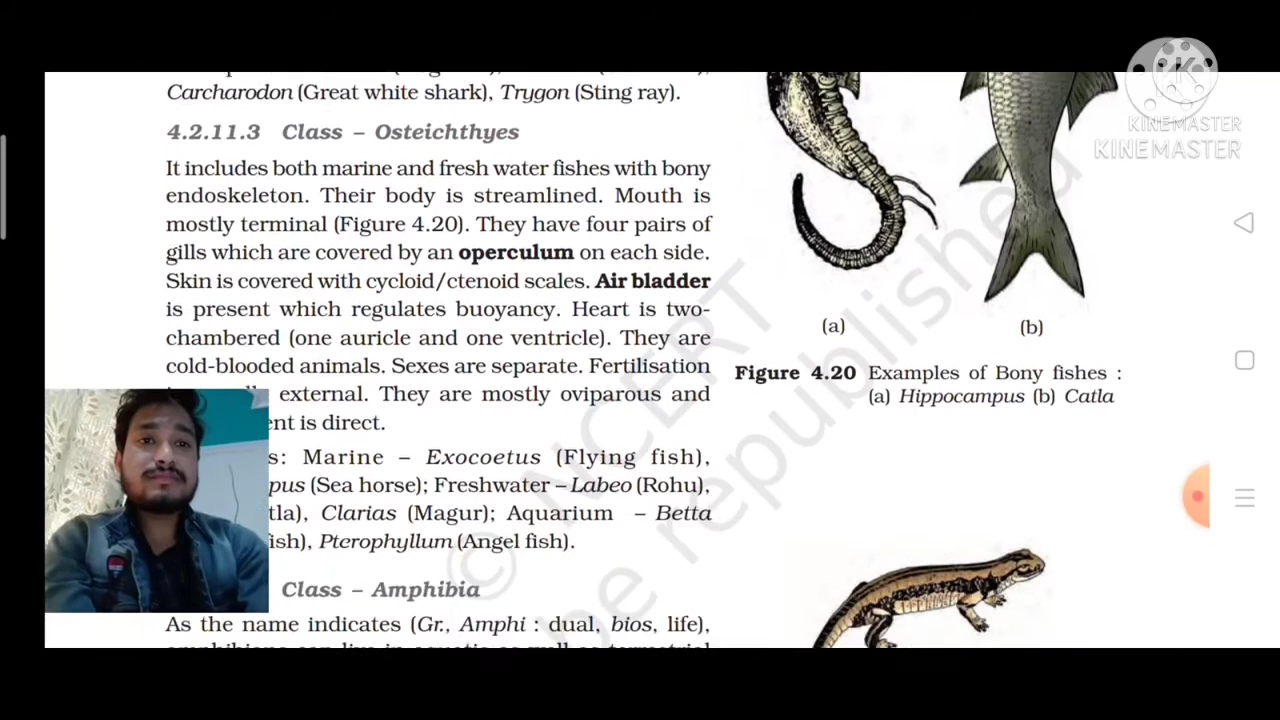 Carcharodon (Great white shark), Trygon (Sting ray).
4.2.11.3 Class – Osteichthyes
It includes both marine and fresh water fishes with bony
endoskeleton. Their body is streamlined. Mouth is
mostly terminal (Figure 4.20). They have four pairs of
gills which are covered by an operculum on each side.
Skin is covered with cycloid/ctenoid scales. Air bladder
is present which regulates buoyancy. Heart is two-
chambered (one auricle and one ventricle). They are
cold-blooded animals. Sexes are separate. Fertilisation
external. They are mostly oviparous and
is direct.
Marine – Exocoetus (Flying fish),
(Sea horse); Freshwater – Labeo (Rohu),
Clarias (Magur); Aquarium – Betta
Pterophyllum (Angel fish).
Class – Amphibia
As the name indicates (Gr., Amphi : dual, bios, life),
(a)
(b)
Figure 4.20 Examples of Bony fishes :
(a) Hippocampus (b) Catla
© NCERT
be republished
K
KINEMASTER
KINEMASTER